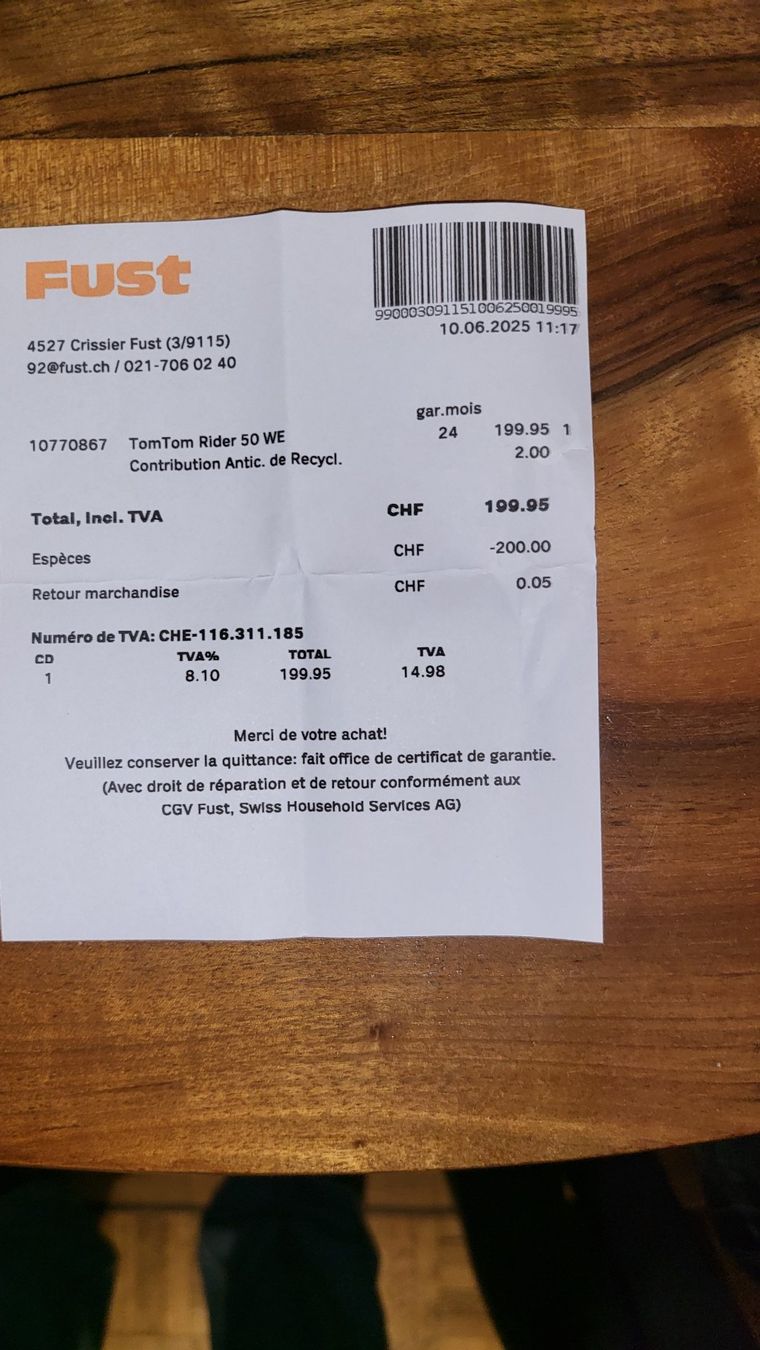 Fust
990003091151006250019995
10.06.2025 11:17
4527 Crissier Fust (3/9115)
92@fust.ch / 021-706 02 40
gar.mois
10770867 TomTom Rider 50 WE 24 199.95 1
Contribution Antic. de Recycl. 2.00
Total, Incl. TVA CHF 199.95
Espèces CHF -200.00
Retour marchandise CHF 0.05
Numéro de TVA: CHE-116.311.185
CD TVA% TOTAL TVA
1 8.10 199.95 14.98
Merci de votre achat!
Veuillez conserver la quittance: fait office de certificat de garantie.
(Avec droit de réparation et de retour conformément aux
CGV Fust, Swiss Household Services AG)